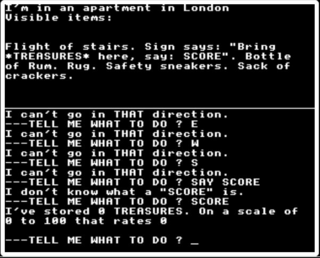 I'm in an apartment in London
Visible items:
Flight of stairs. Sign says: "Bring
*TREASURES* here, say: SCORE". Bottle
of Rum. Rug. Safety sneakers. Sack of
crackers.
I can't go in THAT direction.
---TELL ME WHAT TO DO ? E
I can't go in THAT direction.
---TELL ME WHAT TO DO ? W
I can't go in THAT direction.
---TELL ME WHAT TO DO ? S
I can't go in THAT direction.
---TELL ME WHAT TO DO ? SAY SCORE
I don't know what a "SCORE" is.
---TELL ME WHAT TO DO ? SCORE
I've stored 0 TREASURES. On a scale of
0 to 100 that rates 0
---TELL ME WHAT TO DO ? _